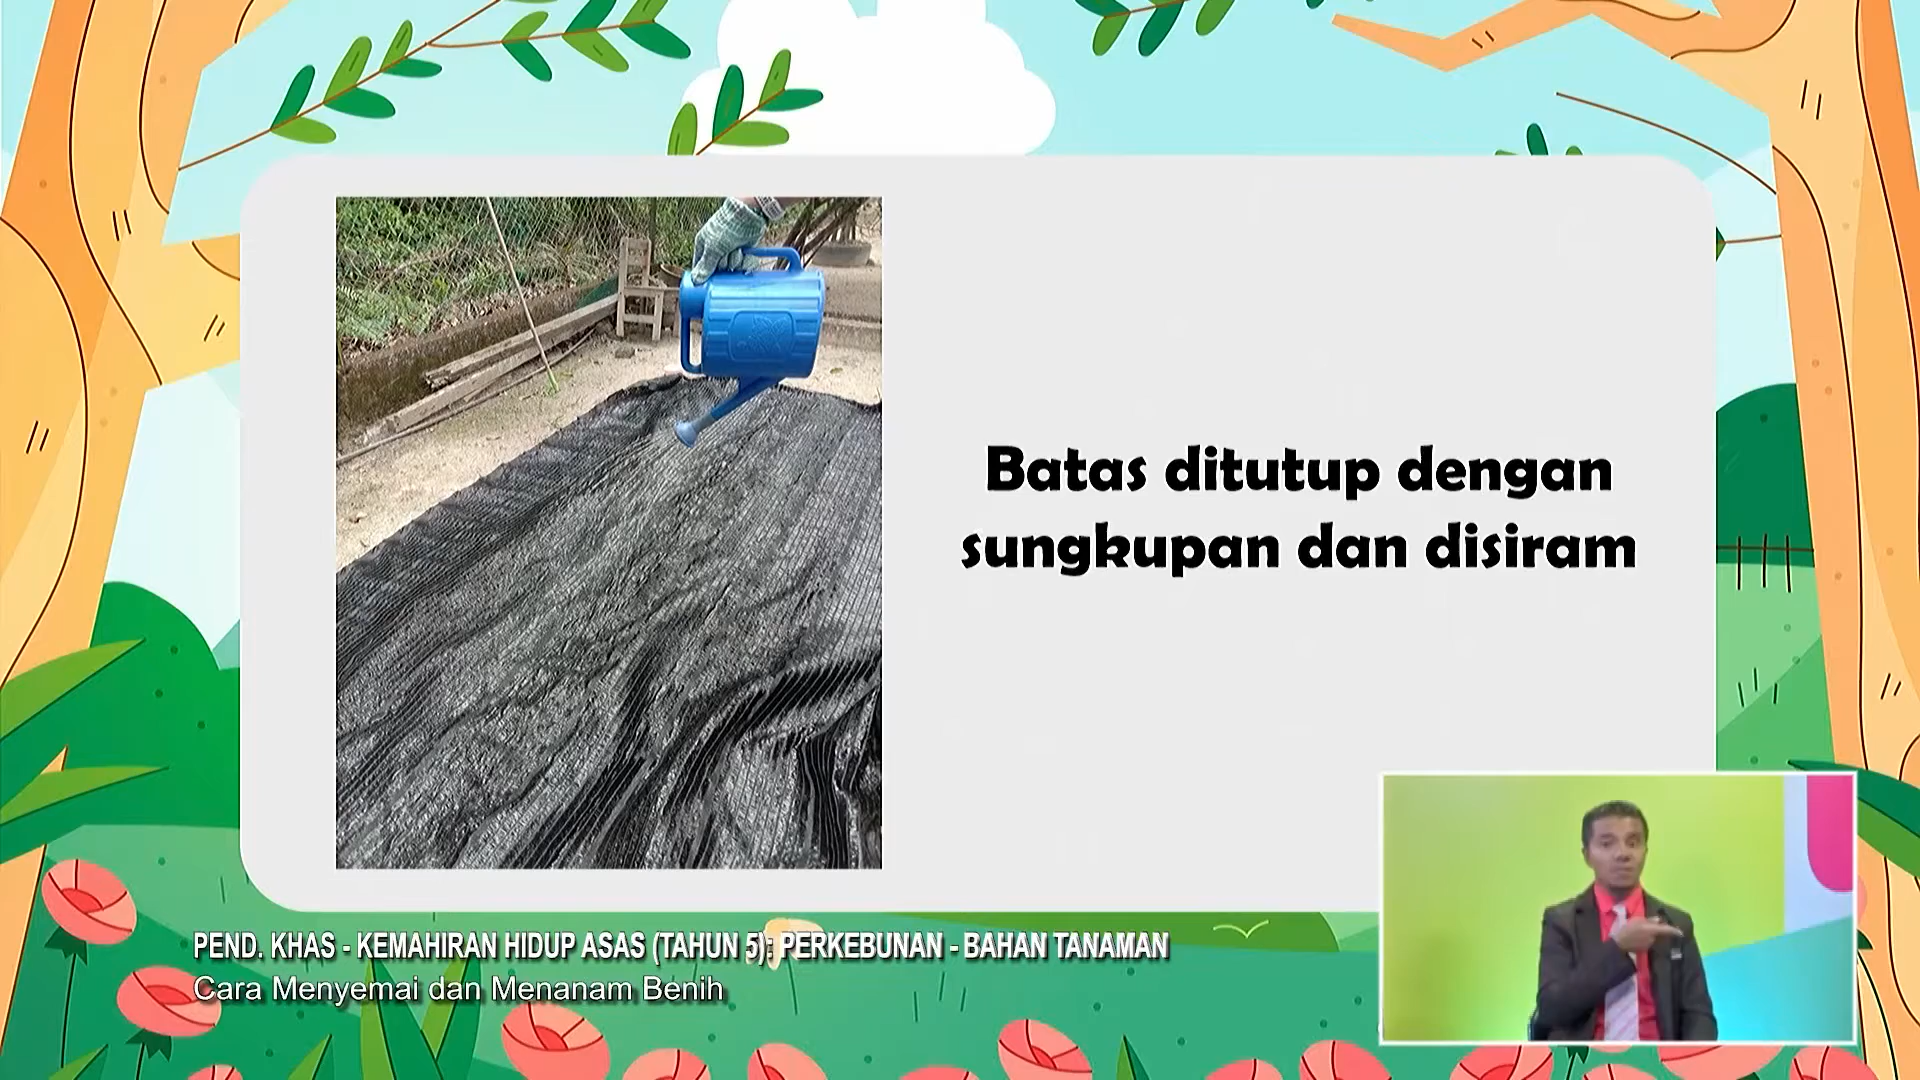 Batas ditutup dengan
sungkupan dan disiram
PEND. KHAS - KEMAHIRAN HIDUP ASAS (TAHUN 5): PERKEBUNAN - BAHAN TANAMAN
Cara Menyemai dan Menanam Benih